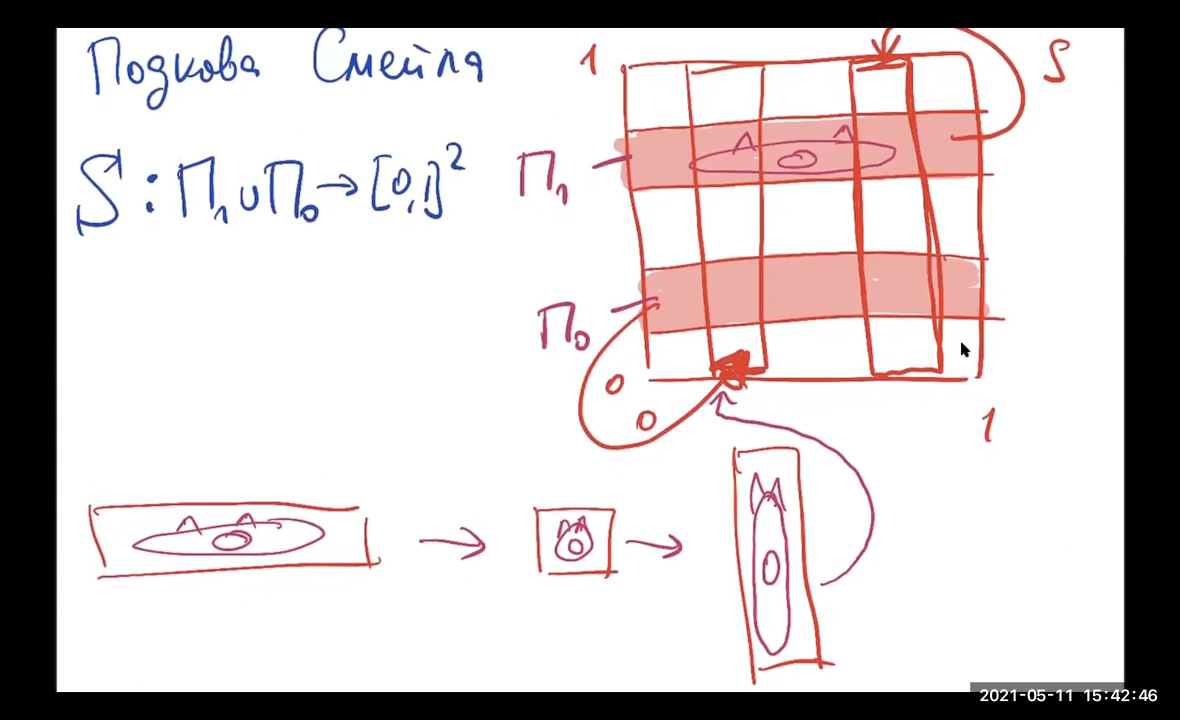 Подкова Смейла
1
S
S : П₁ ∪ П₀ → [0,1]²
П₁
П₀
0
0
1
2021-05-11 15:42:46